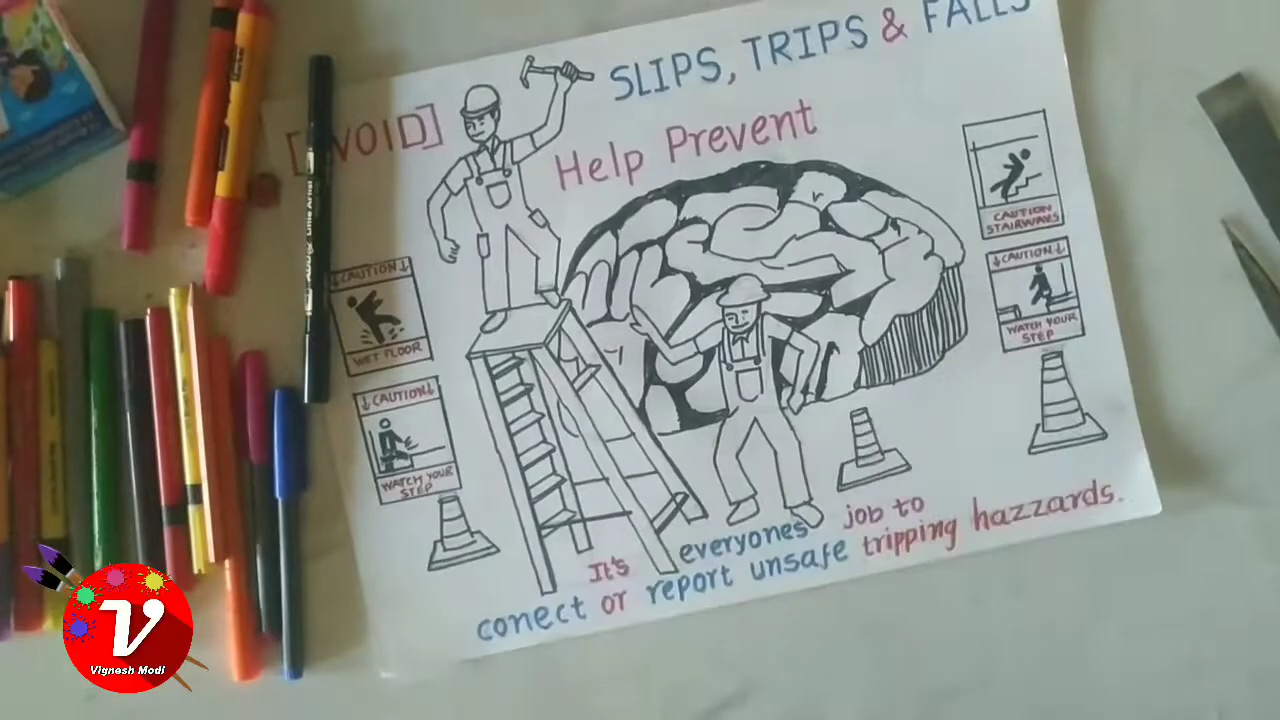 SLIPS, TRIPS & FALLS
[AVOID]
Help Prevent
CAUTION
STAIRWAYS
↓CAUTION↓
WET FLOOR
↓CAUTION↓
WATCH YOUR
STEP
↓CAUTION↓
WATCH YOUR
STEP
It's everyones job to
conect or report unsafe tripping hazzards.
V
Vignesh Modi